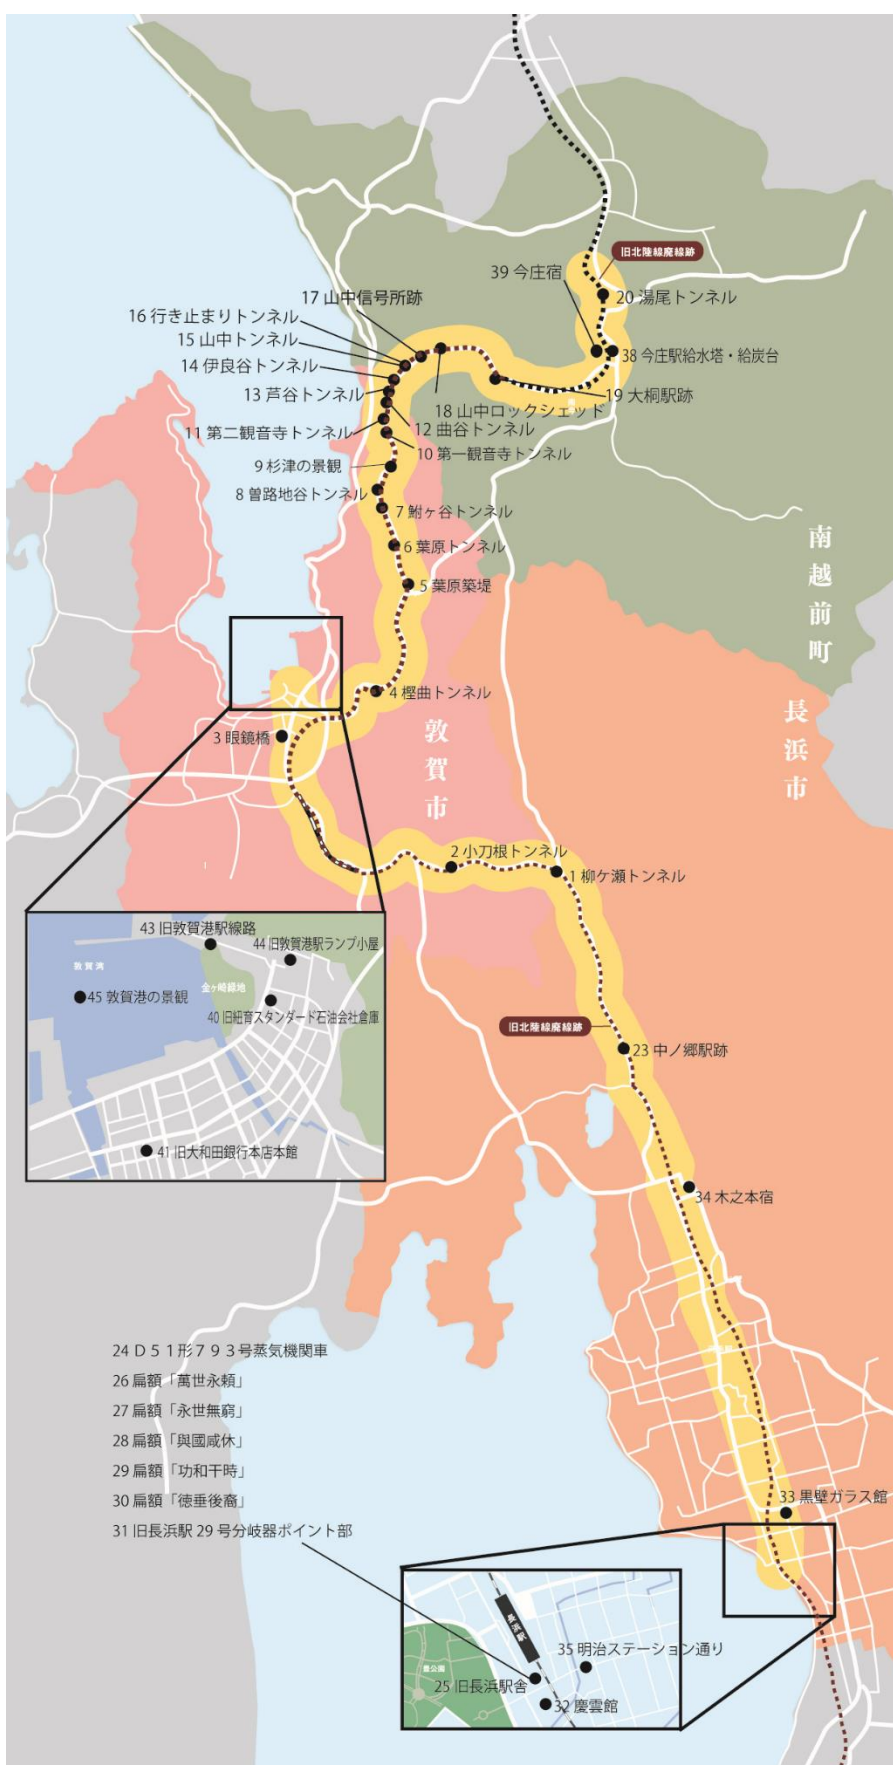 旧北陸線廃線跡
39 今庄宿
20 湯尾トンネル
17 山中信号所跡
16 行き止まりトンネル
15 山中トンネル
14 伊良谷トンネル
38 今庄駅給水塔・給炭台
13 芦谷トンネル
19 大桐駅跡
18 山中ロックシェッド
12 曲谷トンネル
11 第二観音寺トンネル
10 第一観音寺トンネル
9 杉津の景観
8 曽路地谷トンネル
7 鮒ヶ谷トンネル
6 葉原トンネル
5 葉原築堤
南越前町
4 樫曲トンネル
長浜市
敦賀市
3 眼鏡橋
2 小刀根トンネル
1 柳ケ瀬トンネル
43 旧敦賀港駅線路
44 旧敦賀港駅ランプ小屋
敦賀湾
金ヶ崎緑地
45 敦賀港の景観
40 旧紐育スタンダード石油会社倉庫
旧北陸線廃線跡
23 中ノ郷駅跡
41 旧大和田銀行本店本館
34 木之本宿
24 D51形793号蒸気機関車
26 扁額「萬世永頼」
27 扁額「永世無窮」
28 扁額「與國咸休」
29 扁額「功和干時」
30 扁額「徳垂後裔」
31 旧長浜駅 29 号分岐器ポイント部
33 黒壁ガラス館
長浜駅
35 明治ステーション通り
豊公園
25 旧長浜駅舎
32 慶雲館